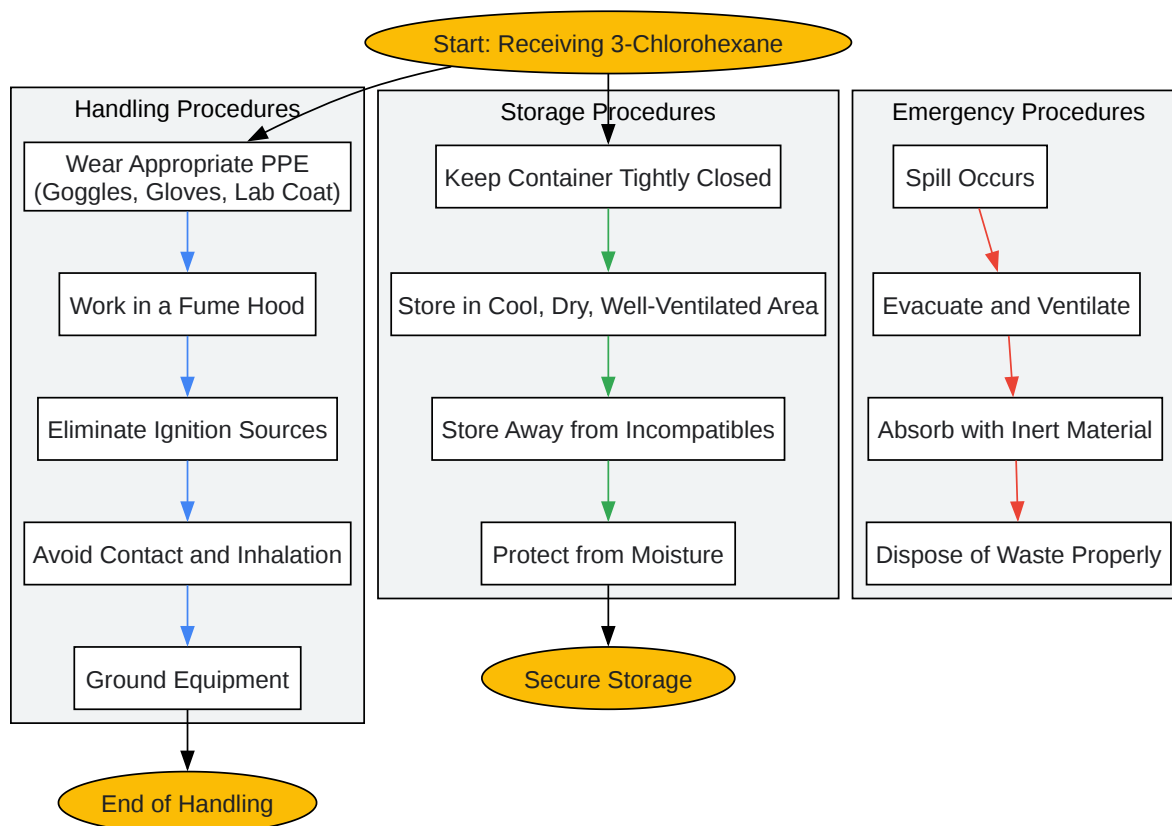 Start: Receiving 3-Chlorohexane
Handling Procedures
Wear Appropriate PPE
(Goggles, Gloves, Lab Coat)
Work in a Fume Hood
Eliminate Ignition Sources
Avoid Contact and Inhalation
Ground Equipment
End of Handling
Storage Procedures
Keep Container Tightly Closed
Store in Cool, Dry, Well-Ventilated Area
Store Away from Incompatibles
Protect from Moisture
Secure Storage
Emergency Procedures
Spill Occurs
Evacuate and Ventilate
Absorb with Inert Material
Dispose of Waste Properly